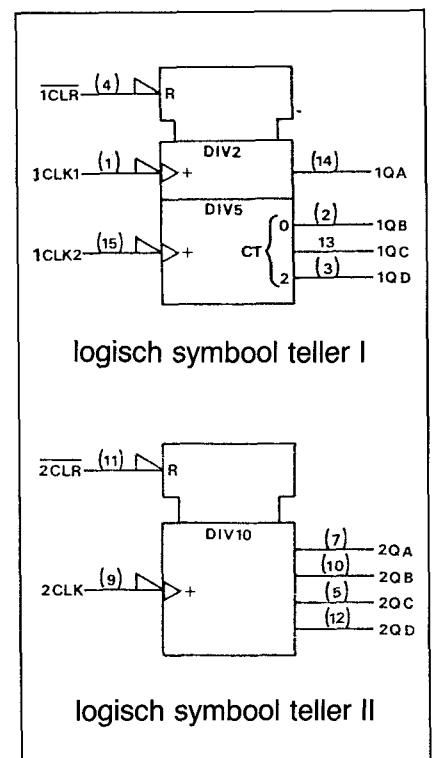 1CLR (4) R
DIV2
1CLK1 (1) + (14) 1QA
DIV5
0 (2) 1QB
1CLK2 (15) + CT 13 1QC
2 (3) 1QD
logisch symbool teller I
2CLR (11) R
DIV10
(7) 2QA
(10) 2QB
2CLK (9) + (5) 2QC
(12) 2QD
logisch symbool teller II